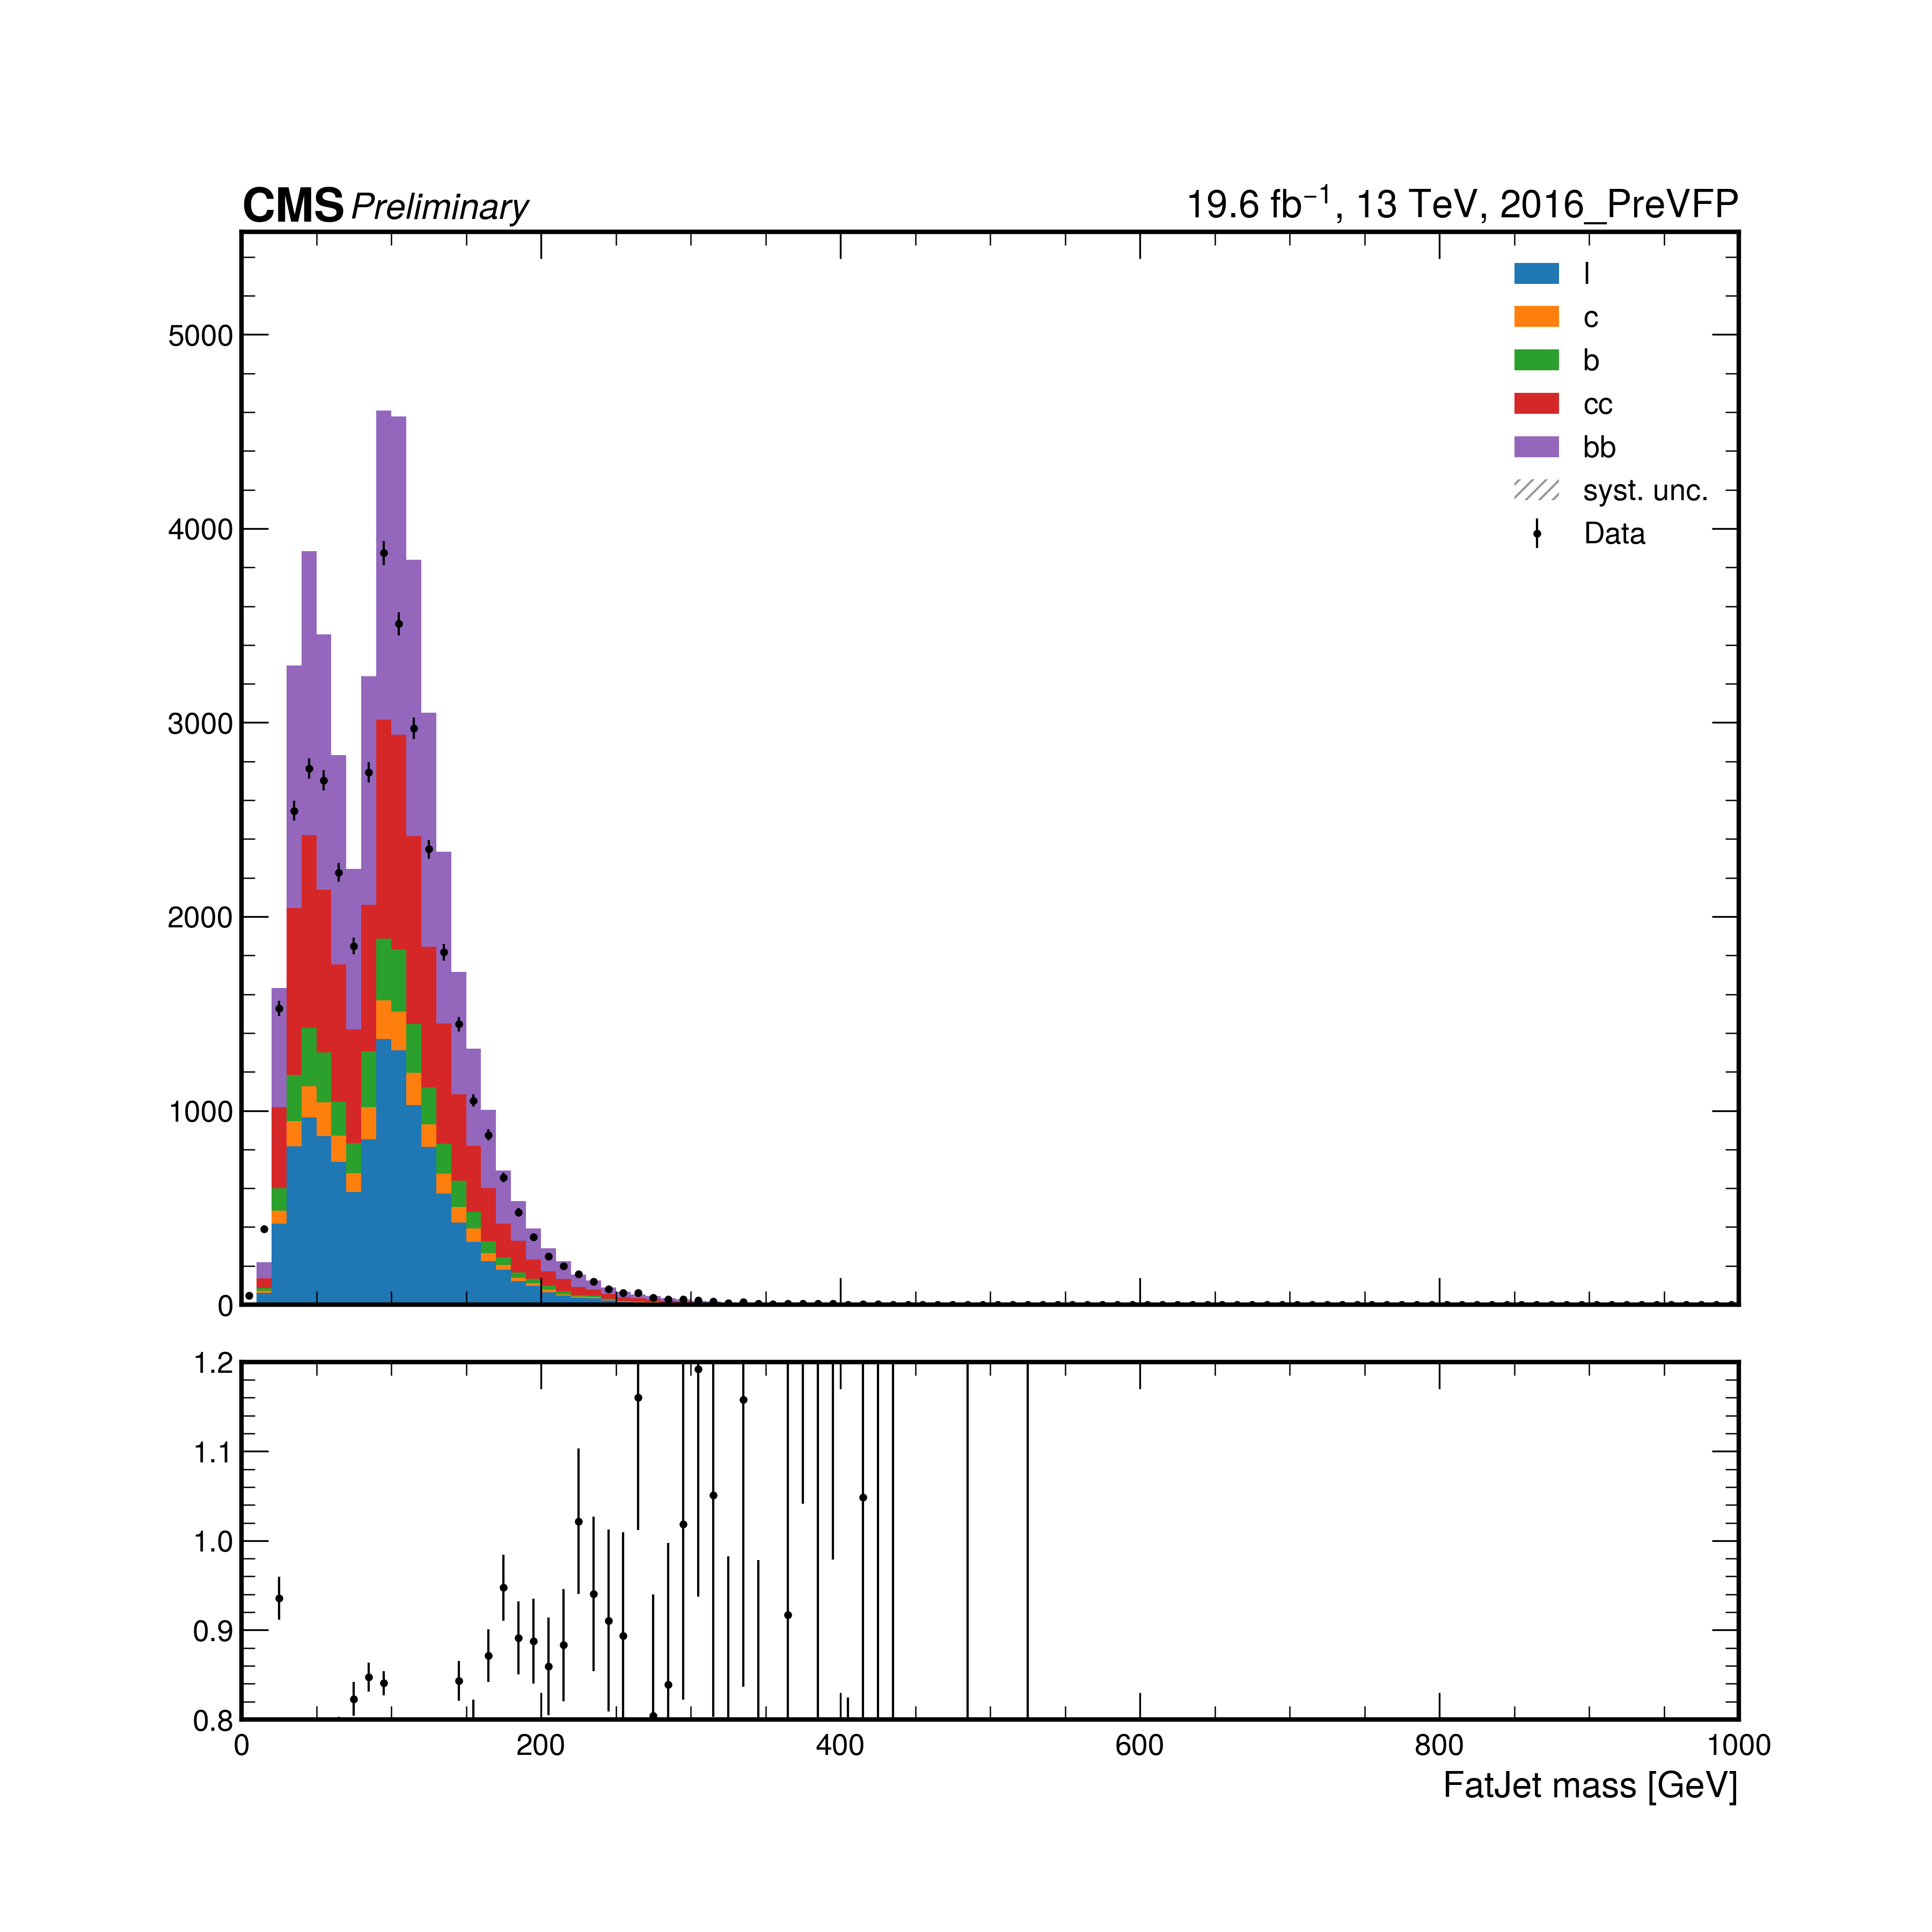 CMS Preliminary 19.6 fb⁻¹, 13 TeV, 2016_PreVFP
l
c
b
cc
bb
syst. unc.
Data
5000
4000
3000
2000
1000
0
1.2
1.1
1.0
0.9
0.8
0 200 400 600 800 1000
FatJet mass [GeV]